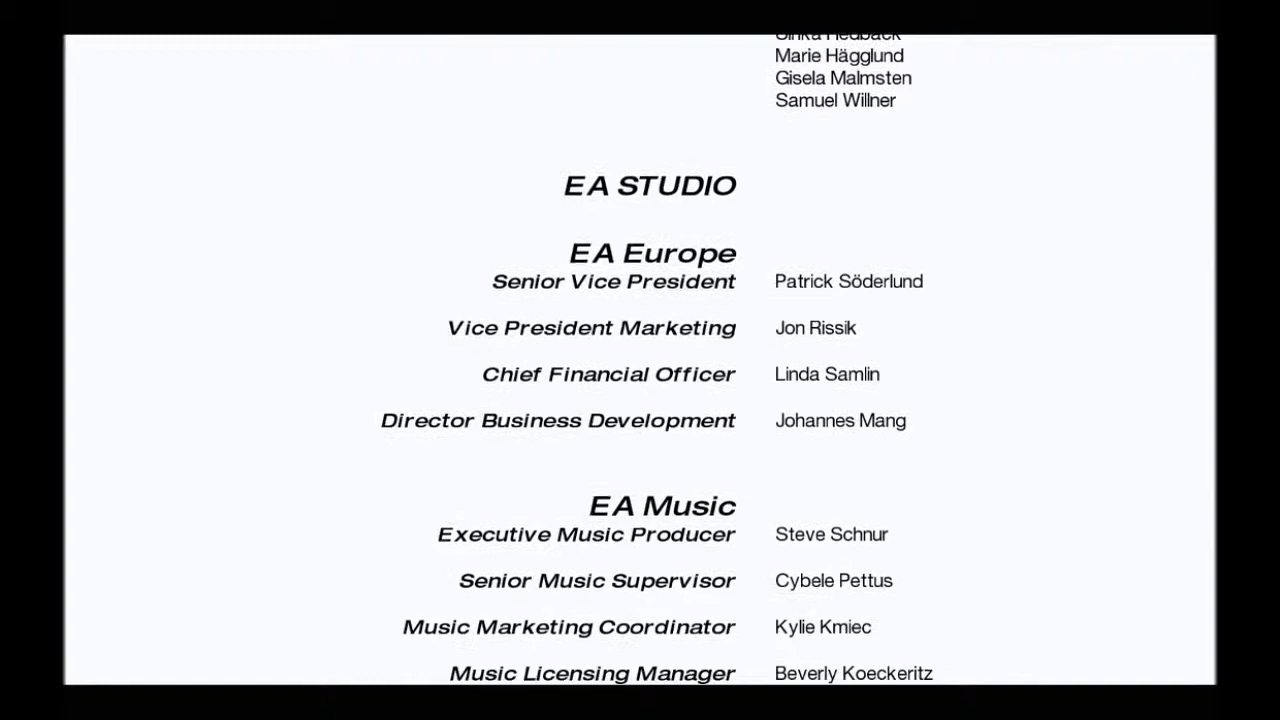 Marie Hägglund
Gisela Malmsten
Samuel Willner
EA STUDIO
EA Europe
Senior Vice President Patrick Söderlund
Vice President Marketing Jon Rissik
Chief Financial Officer Linda Samlin
Director Business Development Johannes Mang
EA Music
Executive Music Producer Steve Schnur
Senior Music Supervisor Cybele Pettus
Music Marketing Coordinator Kylie Kmiec
Music Licensing Manager Beverly Koeckeritz